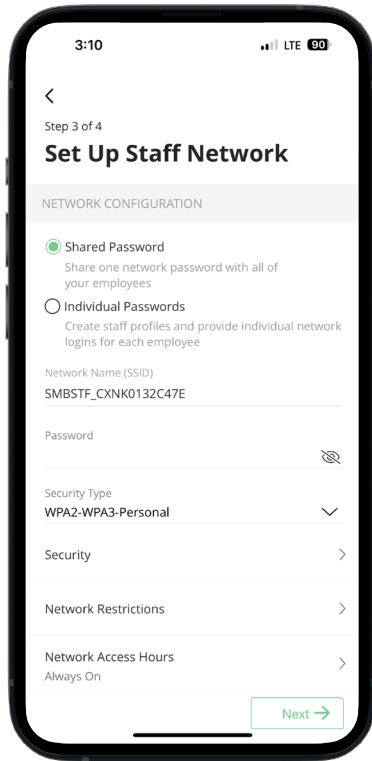 3:10
LTE 90
Step 3 of 4
Set Up Staff Network
NETWORK CONFIGURATION
Shared Password
Share one network password with all of
your employees
Individual Passwords
Create staff profiles and provide individual network
logins for each employee
Network Name (SSID)
SMBSTF_CXNK0132C47E
Password
Security Type
WPA2-WPA3-Personal
Security
Network Restrictions
Network Access Hours
Always On
Next